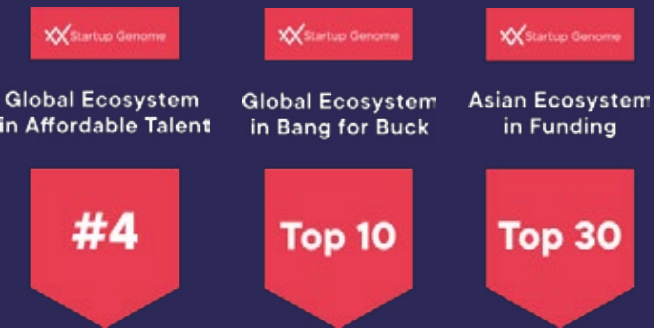 Startup Genome
Global Ecosystem
in Affordable Talent
#4
Startup Genome
Global Ecosystem
in Bang for Buck
Top 10
Startup Genome
Asian Ecosystem
in Funding
Top 30